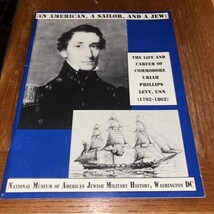 AN AMERICAN, A SAILOR, AND A JEW!
THE LIFE AND
CAREER OF
COMMODORE
URIAH
PHILLIPS
LEVY, USN
(1792-1862)
NATIONAL MUSEUM OF AMERICAN JEWISH MILITARY HISTORY, WASHINGTON DC